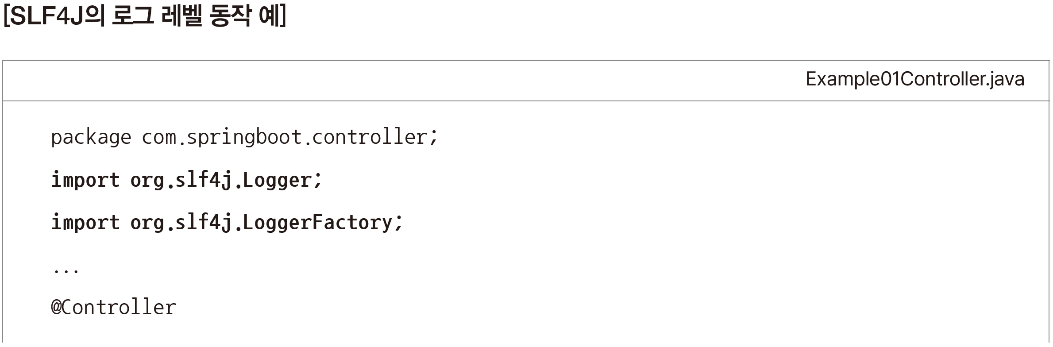 [SLF4J의 로그 레벨 동작 예]
Example01Controller.java
package com.springboot.controller;
import org.slf4j.Logger;
import org.slf4j.LoggerFactory;
...
@Controller